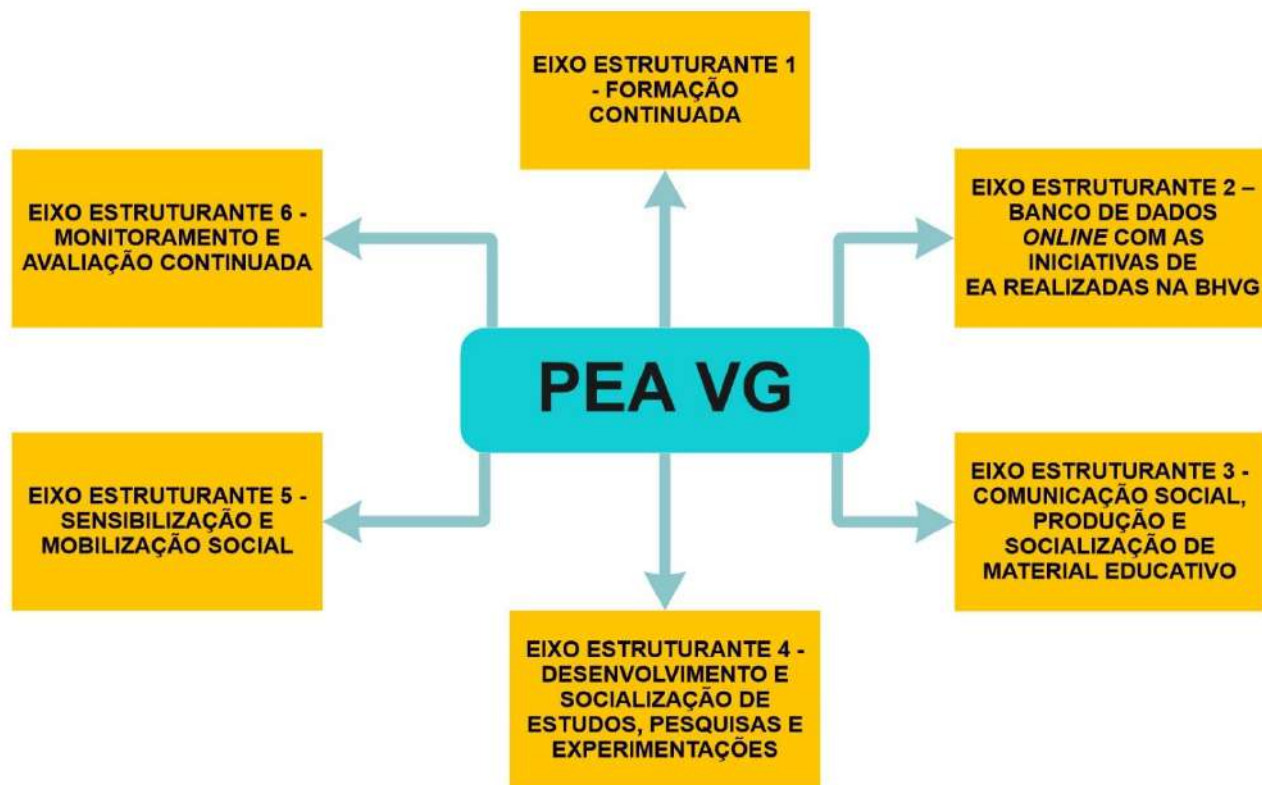 EIXO ESTRUTURANTE 1
- FORMAÇÃO
CONTINUADA
EIXO ESTRUTURANTE 2 –
BANCO DE DADOS
ONLINE COM AS
INICIATIVAS DE
EA REALIZADAS NA BHVG
EIXO ESTRUTURANTE 6 -
MONITORAMENTO E
AVALIAÇÃO CONTINUADA
PEA VG
EIXO ESTRUTURANTE 3 -
COMUNICAÇÃO SOCIAL,
PRODUÇÃO E
SOCIALIZAÇÃO DE
MATERIAL EDUCATIVO
EIXO ESTRUTURANTE 5 -
SENSIBILIZAÇÃO E
MOBILIZAÇÃO SOCIAL
EIXO ESTRUTURANTE 4 -
DESENVOLVIMENTO E
SOCIALIZAÇÃO DE
ESTUDOS, PESQUISAS E
EXPERIMENTAÇÕES